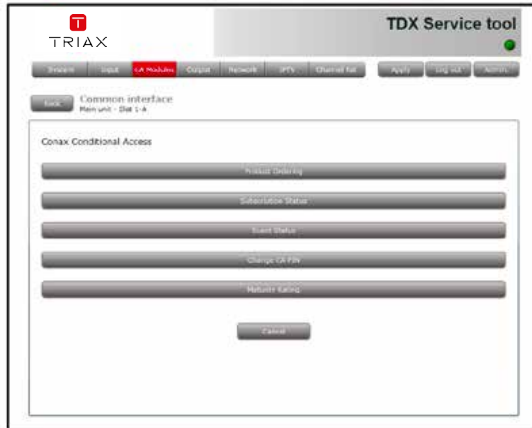 TRIAX
TDX Service tool
System Input CA Modules Output Network IPTV Channel list Apply Log out Admin
Back
Common interface
Main unit - Slot 1-A
Conax Conditional Access
Product Ordering
Subscription Status
Event Status
Change CA PIN
Maturity Rating
Cancel